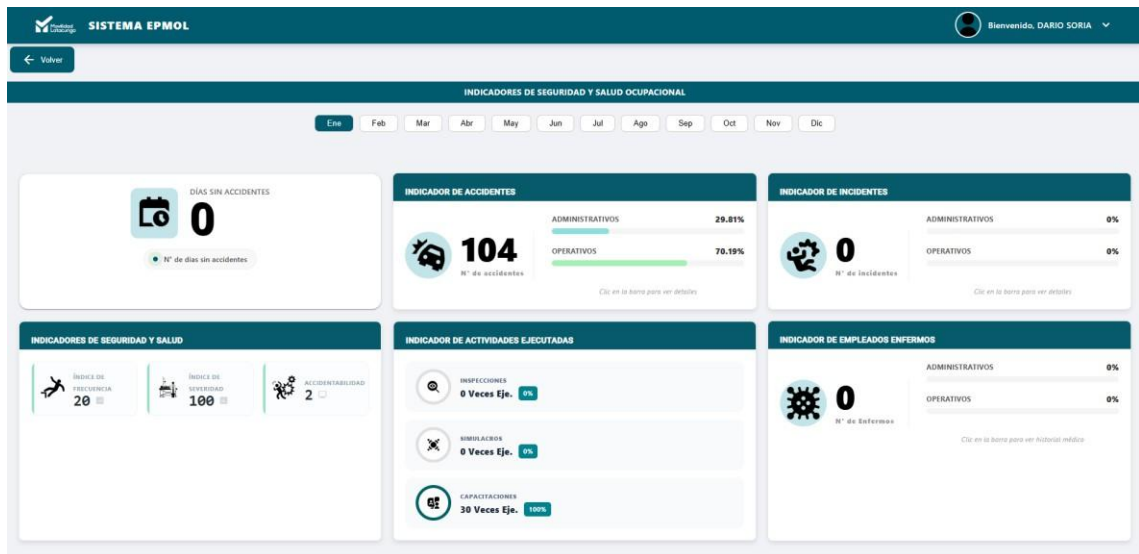 Movilidad
Latacunga
SISTEMA EPMOL
Bienvenido, DARIO SORIA
Volver
INDICADORES DE SEGURIDAD Y SALUD OCUPACIONAL
Ene Feb Mar Abr May Jun Jul Ago Sep Oct Nov Dic
DÍAS SIN ACCIDENTES
0
N° de días sin accidentes
INDICADOR DE ACCIDENTES
104
N° de accidentes
ADMINISTRATIVOS 29.81%
OPERATIVOS 70.19%
Clic en la barra para ver detalles
INDICADOR DE INCIDENTES
0
N° de incidentes
ADMINISTRATIVOS 0%
OPERATIVOS 0%
Clic en la barra para ver detalles
INDICADORES DE SEGURIDAD Y SALUD
ÍNDICE DE
FRECUENCIA
20
ÍNDICE DE
SEVERIDAD
100
ACCIDENTABILIDAD
2
INDICADOR DE ACTIVIDADES EJECUTADAS
INSPECCIONES
0 Veces Eje. 0%
SIMULACROS
0 Veces Eje. 0%
CAPACITACIONES
30 Veces Eje. 100%
INDICADOR DE EMPLEADOS ENFERMOS
0
N° de Enfermos
ADMINISTRATIVOS 0%
OPERATIVOS 0%
Clic en la barra para ver historial médico